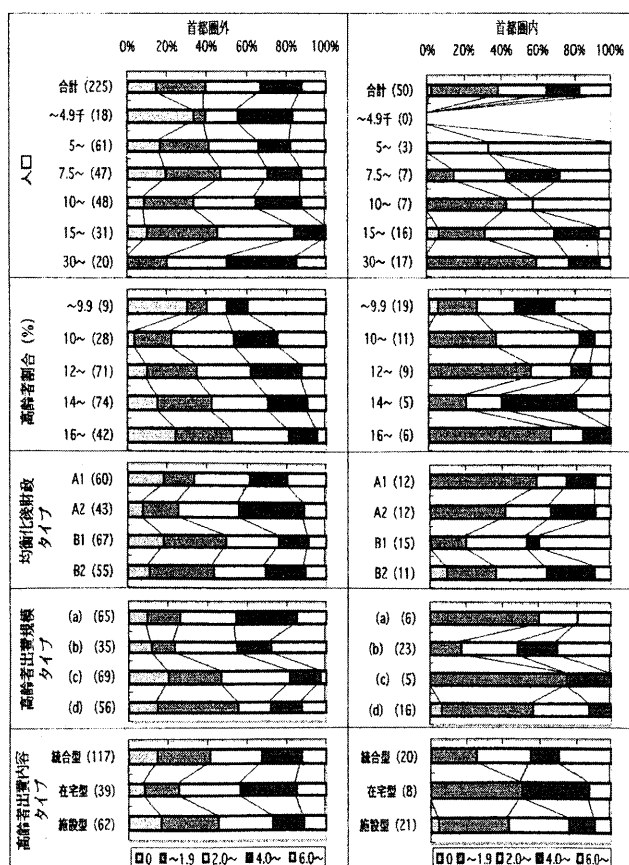 首都圏外
0% 20% 40% 60% 80% 100%
人口
合計 (225)
~4.9千 (18)
5~ (61)
7.5~ (47)
10~ (48)
15~ (31)
30~ (20)
高齢者割合 (%)
~9.9 (9)
10~ (28)
12~ (71)
14~ (74)
16~ (42)
均衡化後財政
タイプ
A1 (60)
A2 (43)
B1 (67)
B2 (55)
高齢者出費規模
タイプ
(a) (65)
(b) (35)
(c) (69)
(d) (56)
高齢者出費内容
タイプ
統合型 (117)
在宅型 (39)
施設型 (62)
0 ~1.9 2.0~ 4.0~ 6.0~
首都圏内
0% 20% 40% 60% 80% 100%
合計 (50)
~4.9千 (0)
5~ (3)
7.5~ (7)
10~ (7)
15~ (16)
30~ (17)
~9.9 (19)
10~ (11)
12~ (9)
14~ (5)
16~ (6)
A1 (12)
A2 (12)
B1 (15)
B2 (11)
(a) (6)
(b) (23)
(c) (5)
(d) (16)
統合型 (20)
在宅型 (8)
施設型 (21)
0 ~1.9 2.0~ 4.0~ 6.0~